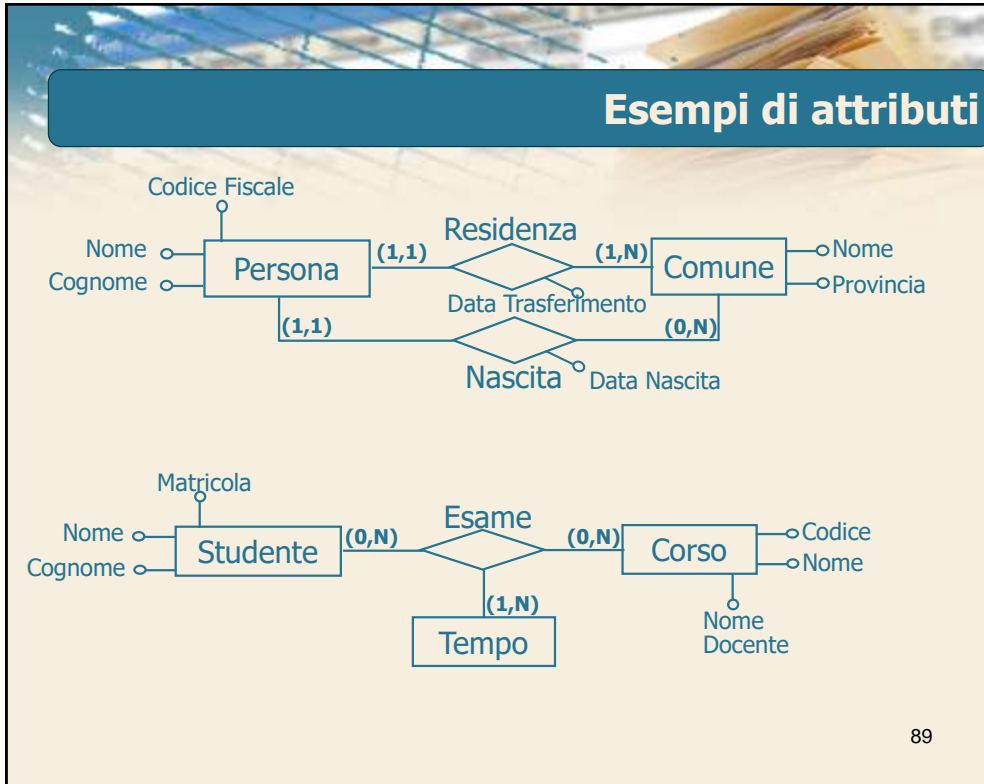 Esempi di attributi
Codice Fiscale
Nome
Cognome
Persona
(1,1)
Residenza
(1,N)
Comune
Nome
Provincia
Data Trasferimento
(1,1)
(0,N)
Nascita
Data Nascita
Matricola
Nome
Cognome
Studente
(0,N)
Esame
(0,N)
Corso
Codice
Nome
(1,N)
Tempo
Nome
Docente
89